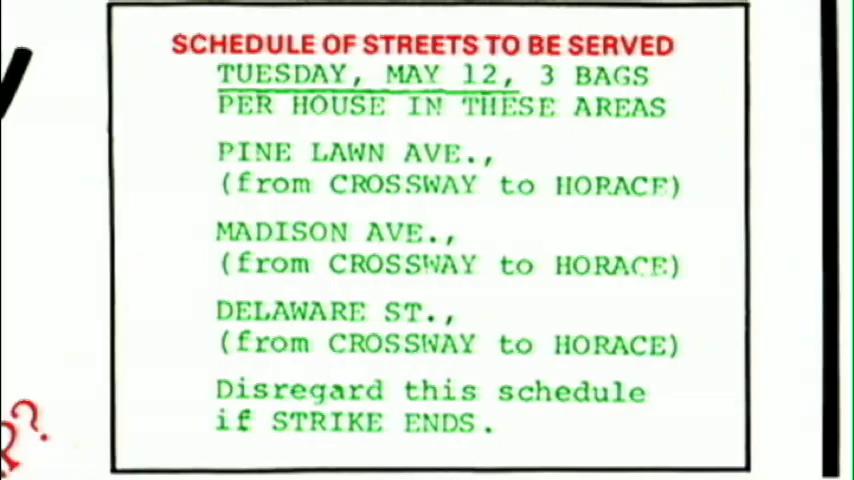 SCHEDULE OF STREETS TO BE SERVED
TUESDAY, MAY 12, 3 BAGS
PER HOUSE IN THESE AREAS
PINE LAWN AVE.,
(from CROSSWAY to HORACE)
MADISON AVE.,
(from CROSSWAY to HORACE)
DELAWARE ST.,
(from CROSSWAY to HORACE)
Disregard this schedule
if STRIKE ENDS.
??